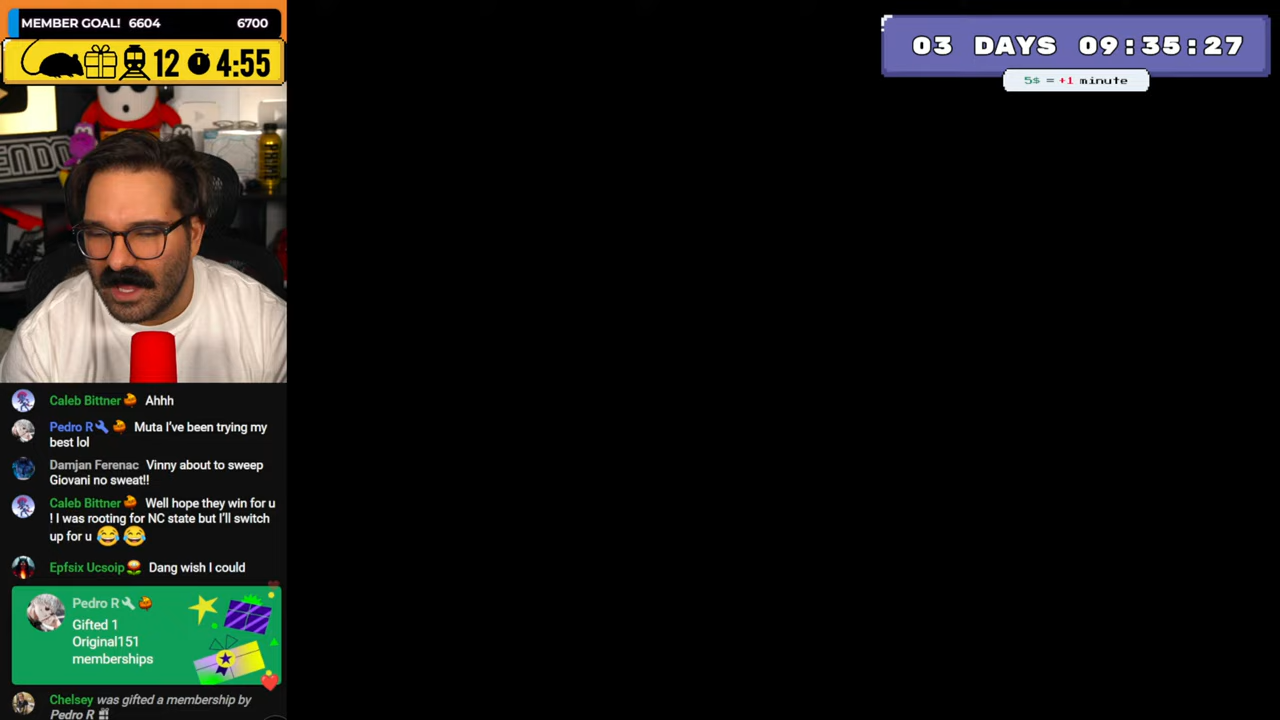 MEMBER GOAL! 6604 6700
12 4:55
03 DAYS 09:35:27
5$ = +1 minute
ENDO
Caleb Bittner Ahhh
Pedro R Muta I've been trying my
best lol
Damjan Ferenac Vinny about to sweep
Giovani no sweat!!
Caleb Bittner Well hope they win for u
! I was rooting for NC state but I'll switch
up for u 😂 😂
Epfsix Ucsoip Dang wish I could
Pedro R
Gifted 1
Original151
memberships
Chelsey was gifted a membership by
Pedro R